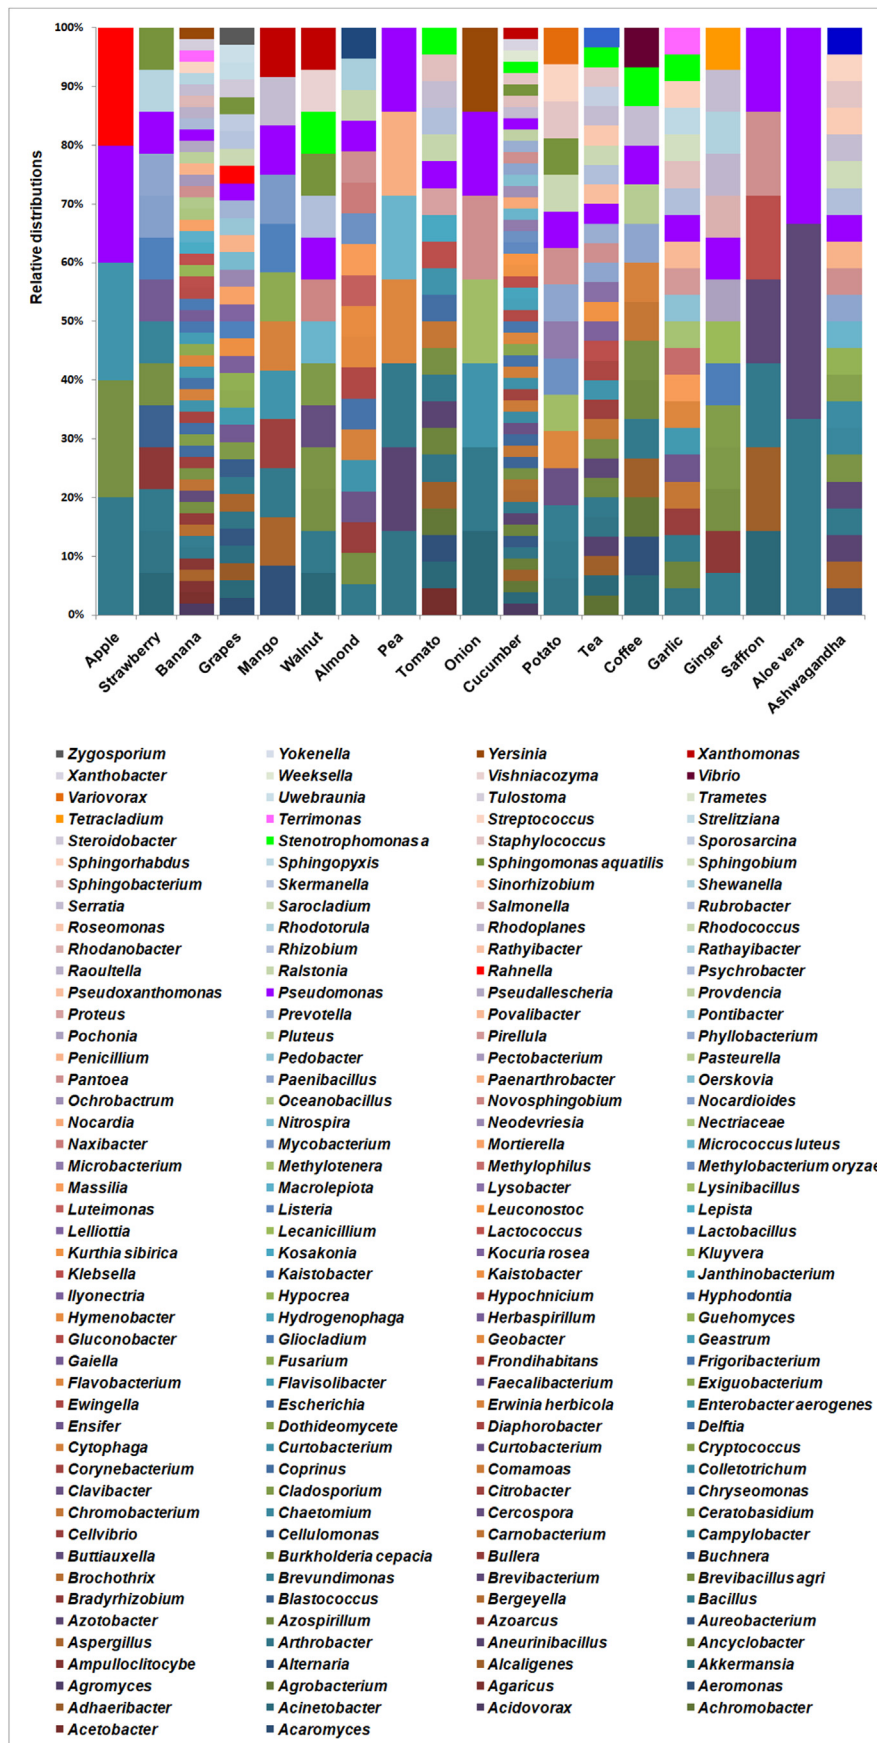 100%
90%
80%
70%
60%
50%
40%
30%
20%
10%
0%
Relative distributions
Apple Strawberry Banana Grapes Mango Walnut Almond Pea Tomato Onion Cucumber Potato Tea Coffee Garlic Ginger Saffron Aloe vera Ashwagandha
Zygosporium Yokenella Yersinia Xanthomonas
Xanthobacter Weeksella Vishniacozyma Vibrio
Variovorax Uwebraunia Tulostoma Trametes
Tetracladium Terrimonas Streptococcus Strelitziana
Steroidobacter Stenotrophomonas a Staphylococcus Sporosarcina
Sphingorhabdus Sphingopyxis Sphingomonas aquatilis Sphingobium
Sphingobacterium Skermanella Sinorhizobium Shewanella
Serratia Sarocladium Salmonella Rubrobacter
Roseomonas Rhodotorula Rhodoplanes Rhodococcus
Rhodanobacter Rhizobium Rathyibacter Rathayibacter
Raoultella Ralstonia Rahnella Psychrobacter
Pseudoxanthomonas Pseudomonas Pseudallescheria Provdencia
Proteus Prevotella Povalibacter Pontibacter
Pochonia Pluteus Pirellula Phyllobacterium
Penicillium Pedobacter Pectobacterium Pasteurella
Pantoea Paenibacillus Paenarthrobacter Oerskovia
Ochrobactrum Oceanobacillus Novosphingobium Nocardioides
Nocardia Nitrospira Neodevriesia Nectriaceae
Naxibacter Mycobacterium Mortierella Micrococcus luteus
Microbacterium Methylotenera Methylophilus Methylobacterium oryzae
Massilia Macrolepiota Lysobacter Lysinibacillus
Luteimonas Listeria Leuconostoc Lepista
Lelliottia Lecanicillium Lactococcus Lactobacillus
Kurthia sibirica Kosakonia Kocuria rosea Kluyvera
Klebsella Kaistobacter Kaistobacter Janthinobacterium
Ilyonectria Hypocrea Hypochnicium Hyphodontia
Hymenobacter Hydrogenophaga Herbaspirillum Guehomyces
Gluconobacter Gliocladium Geobacter Geastrum
Gaiella Fusarium Frondihabitans Frigoribacterium
Flavobacterium Flavisolibacter Faecalibacterium Exiguobacterium
Ewingella Escherichia Erwinia herbicola Enterobacter aerogenes
Ensifer Dothideomycete Diaphorobacter Delftia
Cytophaga Curtobacterium Curtobacterium Cryptococcus
Corynebacterium Coprinus Comamoas Colletotrichum
Clavibacter Cladosporium Citrobacter Chryseomonas
Chromobacterium Chaetomium Cercospora Ceratobasidium
Cellvibrio Cellulomonas Carnobacterium Campylobacter
Buttiauxella Burkholderia cepacia Bullera Buchnera
Brochothrix Brevundimonas Brevibacterium Brevibacillus agri
Bradyrhizobium Blastococcus Bergeyella Bacillus
Azotobacter Azospirillum Azoarcus Aureobacterium
Aspergillus Arthrobacter Aneurinibacillus Ancyclobacter
Ampulloclitocybe Alternaria Alcaligenes Akkermansia
Agromyces Agrobacterium Agaricus Aeromonas
Adhaeribacter Acinetobacter Acidovorax Achromobacter
Acetobacter Acaromyces